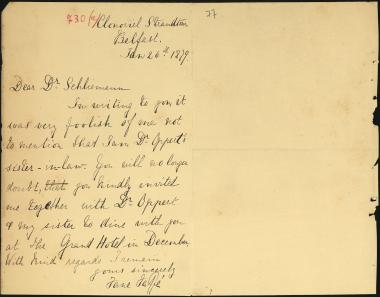 730(a)
77
Clonoriel Strandtown
Belfast.
Jan 26th 1879
Dear Dr. Schliemann
In writing to you it
was very foolish of me not
to mention that I am Dr. Oppert's
sister-in-law. You will no longer
doubt, that you kindly invited
me together with Dr. Oppert
& my sister to dine with you
at The Grand Hotel in December
With kind regards I remain
yours sincerely
Jane Jaffé